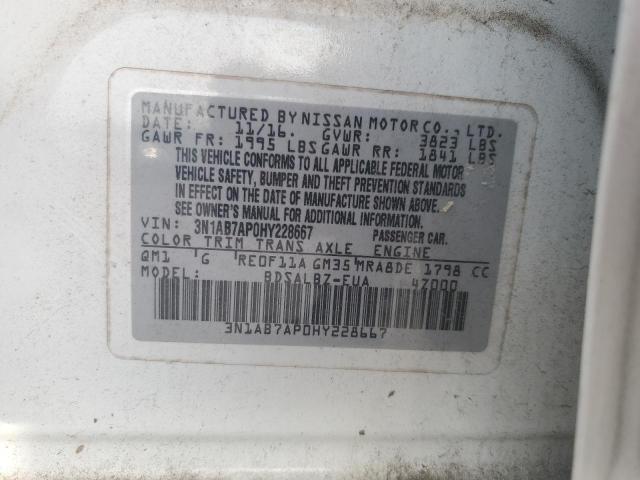 MANUFACTURED BY NISSAN MOTOR CO., LTD.
DATE: 11/16. GVWR: 3823 LBS
GAWR FR: 1995 LBS GAWR RR: 1841 LBS
THIS VEHICLE CONFORMS TO ALL APPLICABLE FEDERAL MOTOR
VEHICLE SAFETY, BUMPER AND THEFT PREVENTION STANDARDS
IN EFFECT ON THE DATE OF MANUFACTURE SHOWN ABOVE.
SEE OWNER'S MANUAL FOR ADDITIONAL INFORMATION.
VIN: 3N1AB7AP0HY228667 PASSENGER CAR.
COLOR TRIM TRANS AXLE ENGINE
QM1 G RE0F11A GM35 MRA8DE 1798 CC
MODEL: BDSALBZ-EUA 4Z000
3N1AB7AP0HY228667